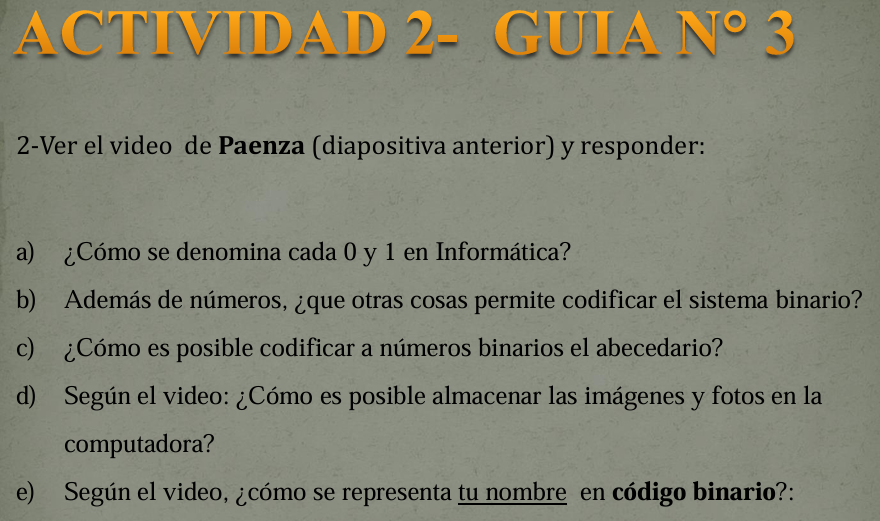 ACTIVIDAD 2- GUIA N° 3
2-Ver el video de Paenza (diapositiva anterior) y responder:
a) ¿Cómo se denomina cada 0 y 1 en Informática?
b) Además de números, ¿que otras cosas permite codificar el sistema binario?
c) ¿Cómo es posible codificar a números binarios el abecedario?
d) Según el video: ¿Cómo es posible almacenar las imágenes y fotos en la
computadora?
e) Según el video, ¿cómo se representa tu nombre en código binario?: